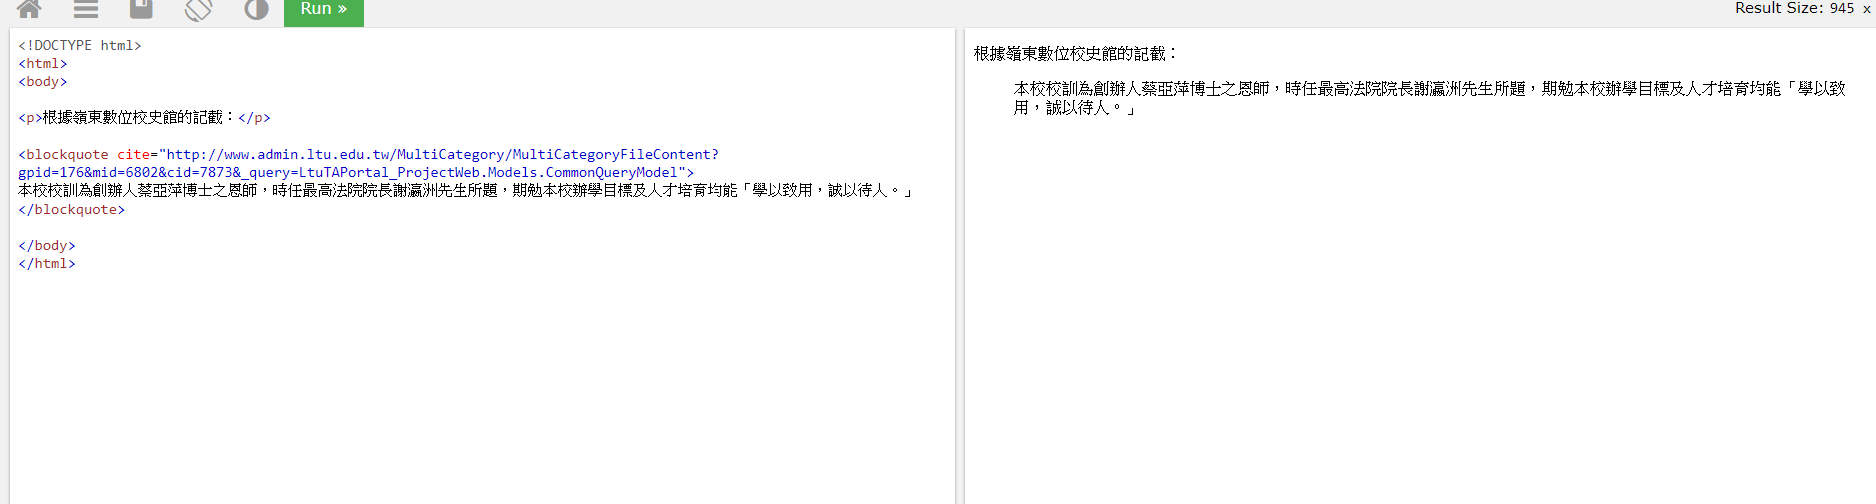 Run »
Result Size: 945 x
<!DOCTYPE html>
<html>
<body>
<p>根據嶺東數位校史館的記截：</p>
<blockquote cite="http://www.admin.ltu.edu.tw/MultiCategory/MultiCategoryFileContent?
gpid=176&mid=6802&cid=7873&_query=LtuTAPortal_ProjectWeb.Models.CommonQueryModel">
本校校訓為創辦人蔡亞萍博士之恩師，時任最高法院院長謝瀛洲先生所題，期勉本校辦學目標及人才培育均能「學以致用，誠以待人。」
</blockquote>
</body>
</html>
根據嶺東數位校史館的記截：
本校校訓為創辦人蔡亞萍博士之恩師，時任最高法院院長謝瀛洲先生所題，期勉本校辦學目標及人才培育均能「學以致
用，誠以待人。」